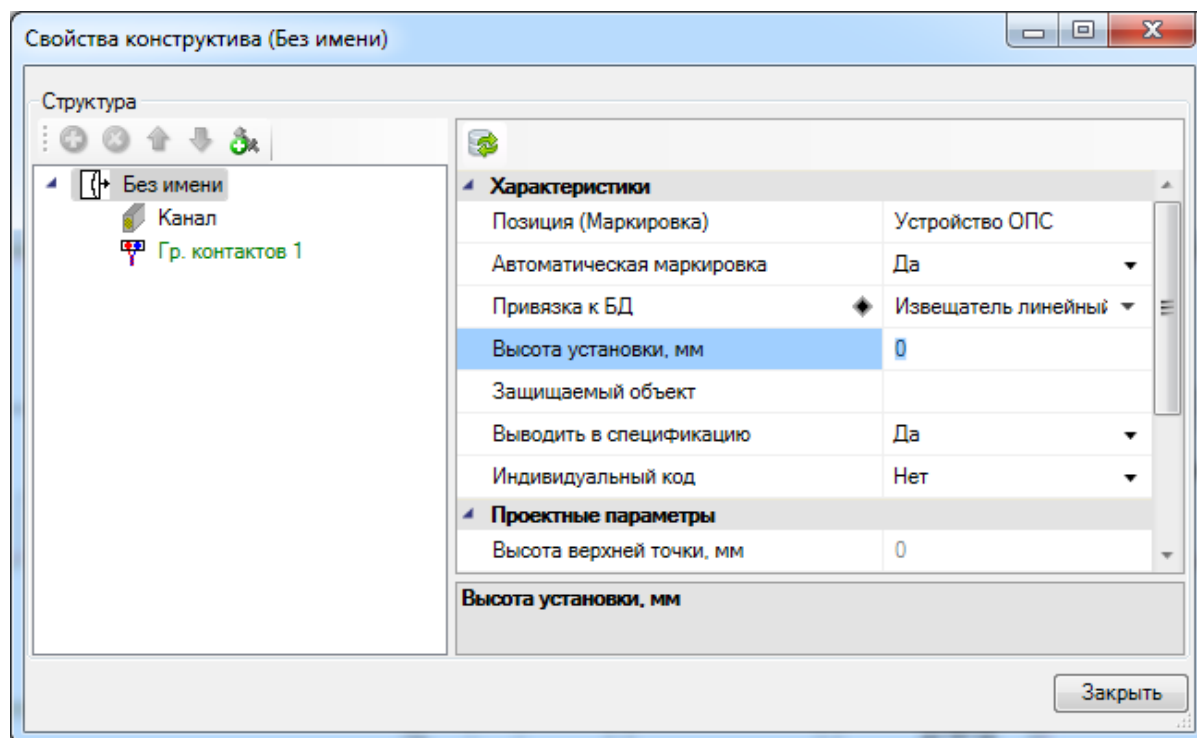 Свойства конструктива (Без имени)
Структура
Без имени
Канал
Гр. контактов 1
Характеристики
Позиция (Маркировка) Устройство ОПС
Автоматическая маркировка Да
Привязка к БД Извещатель линейный
Высота установки, мм 0
Защищаемый объект
Выводить в спецификацию Да
Индивидуальный код Нет
Проектные параметры
Высота верхней точки, мм 0
Высота установки, мм
Закрыть